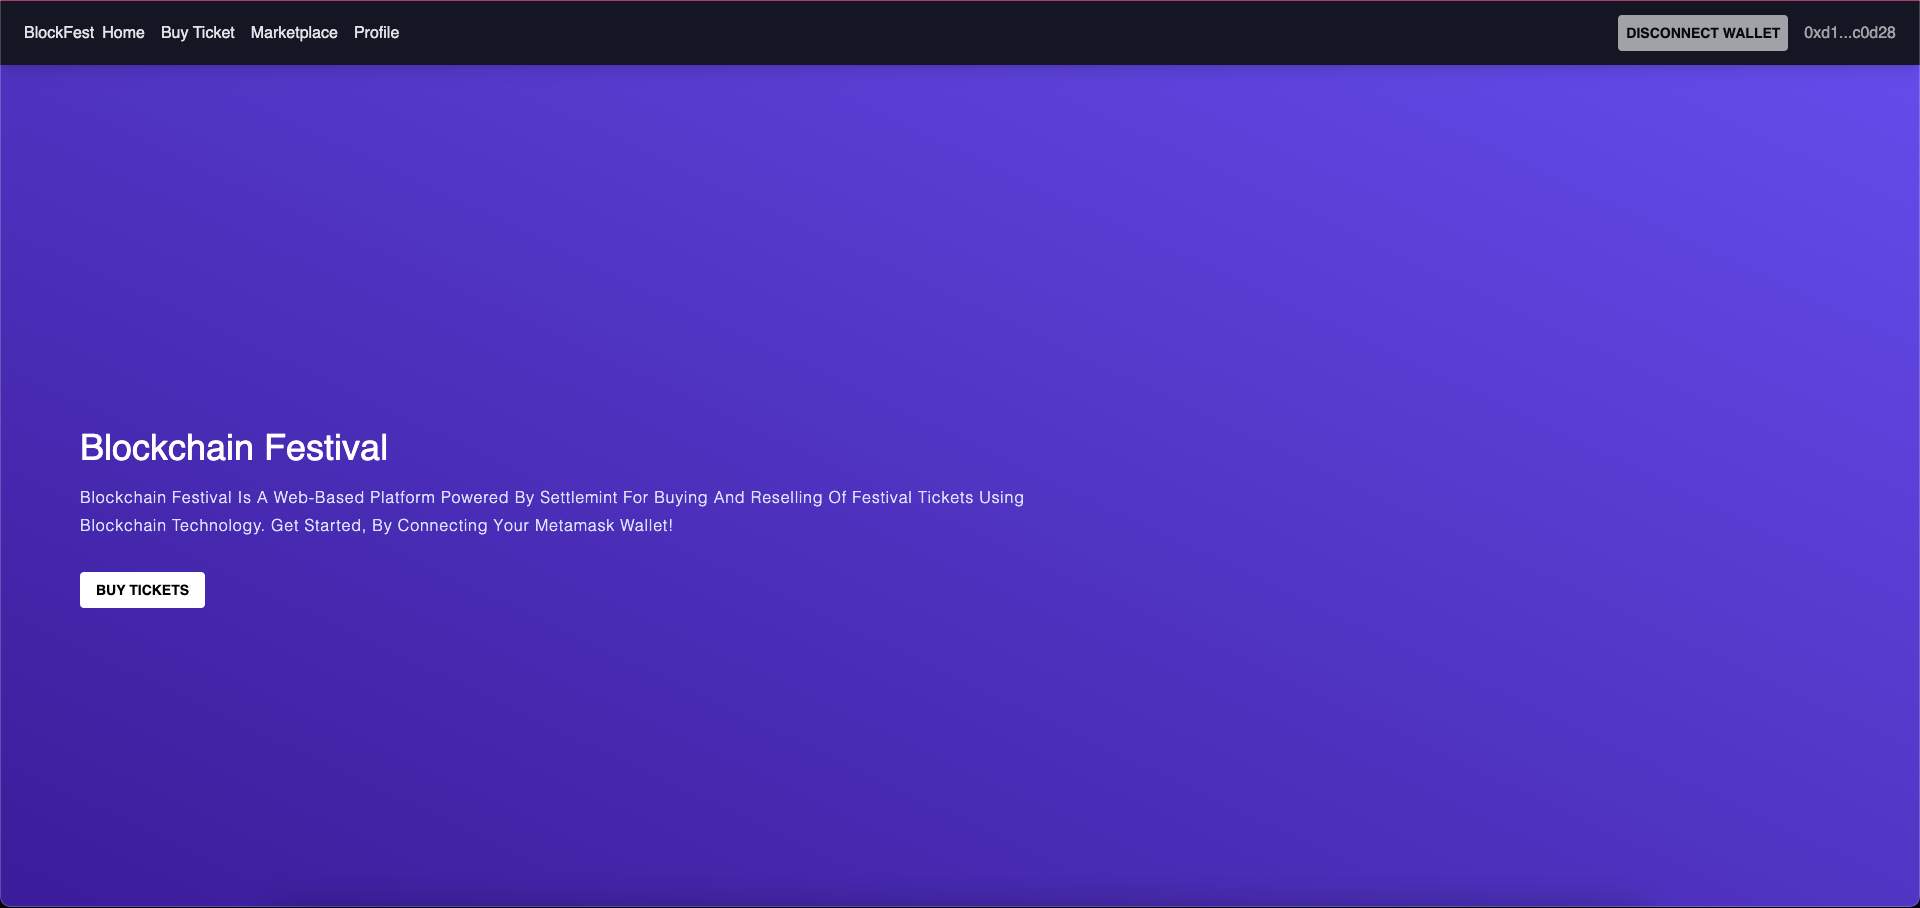 BlockFest Home Buy Ticket Marketplace Profile DISCONNECT WALLET 0xd1...c0d28
Blockchain Festival
Blockchain Festival Is A Web-Based Platform Powered By Settlemint For Buying And Reselling Of Festival Tickets Using
Blockchain Technology. Get Started, By Connecting Your Metamask Wallet!
BUY TICKETS